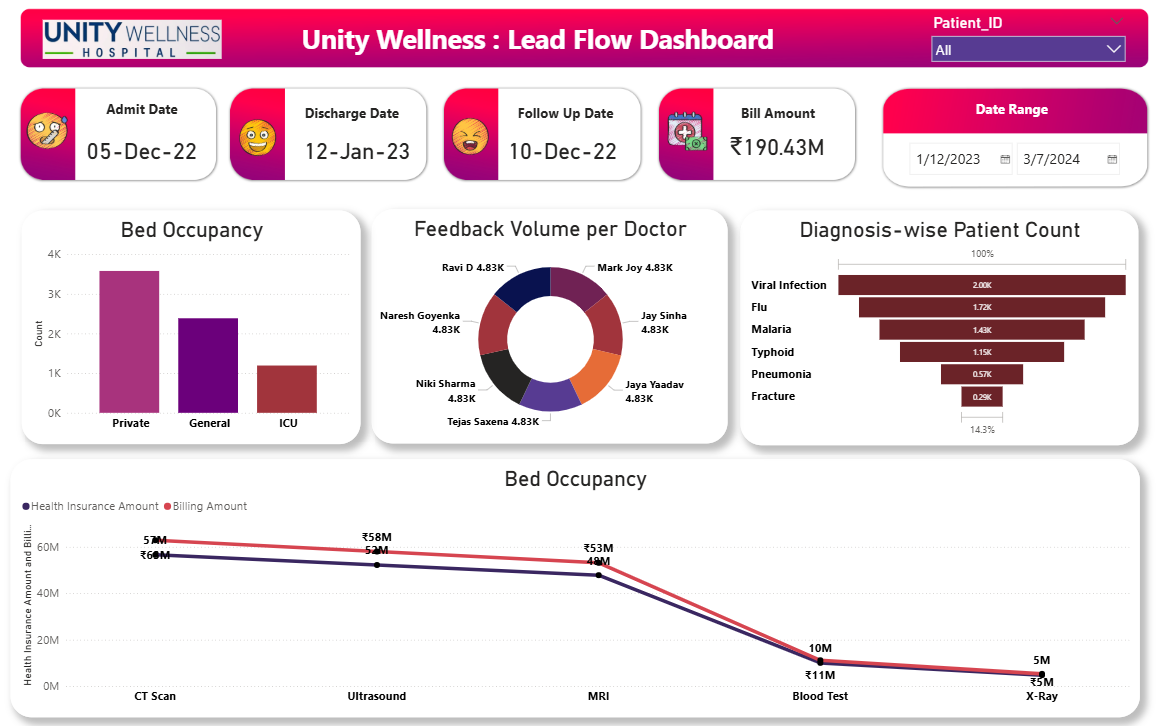 UNITY WELLNESS
HOSPITAL
Unity Wellness : Lead Flow Dashboard
Patient_ID
All
Admit Date
05-Dec-22
Discharge Date
12-Jan-23
Follow Up Date
10-Dec-22
Bill Amount
₹190.43M
Date Range
1/12/2023
3/7/2024
Bed Occupancy
4K
3K
2K
1K
0K
Count
Private
General
ICU
Feedback Volume per Doctor
Ravi D 4.83K
Mark Joy 4.83K
Naresh Goyenka
4.83K
Jay Sinha
4.83K
Niki Sharma
4.83K
Jaya Yaadav
4.83K
Tejas Saxena 4.83K
Diagnosis-wise Patient Count
100%
Viral Infection 2.00K
Flu 1.72K
Malaria 1.43K
Typhoid 1.15K
Pneumonia 0.57K
Fracture 0.29K
14.3%
Bed Occupancy
Health Insurance Amount Billing Amount
Health Insurance Amount and Billi...
60M
40M
20M
0M
57M
₹63M
₹58M
52M
₹53M
48M
10M
₹11M
5M
₹5M
CT Scan
Ultrasound
MRI
Blood Test
X-Ray